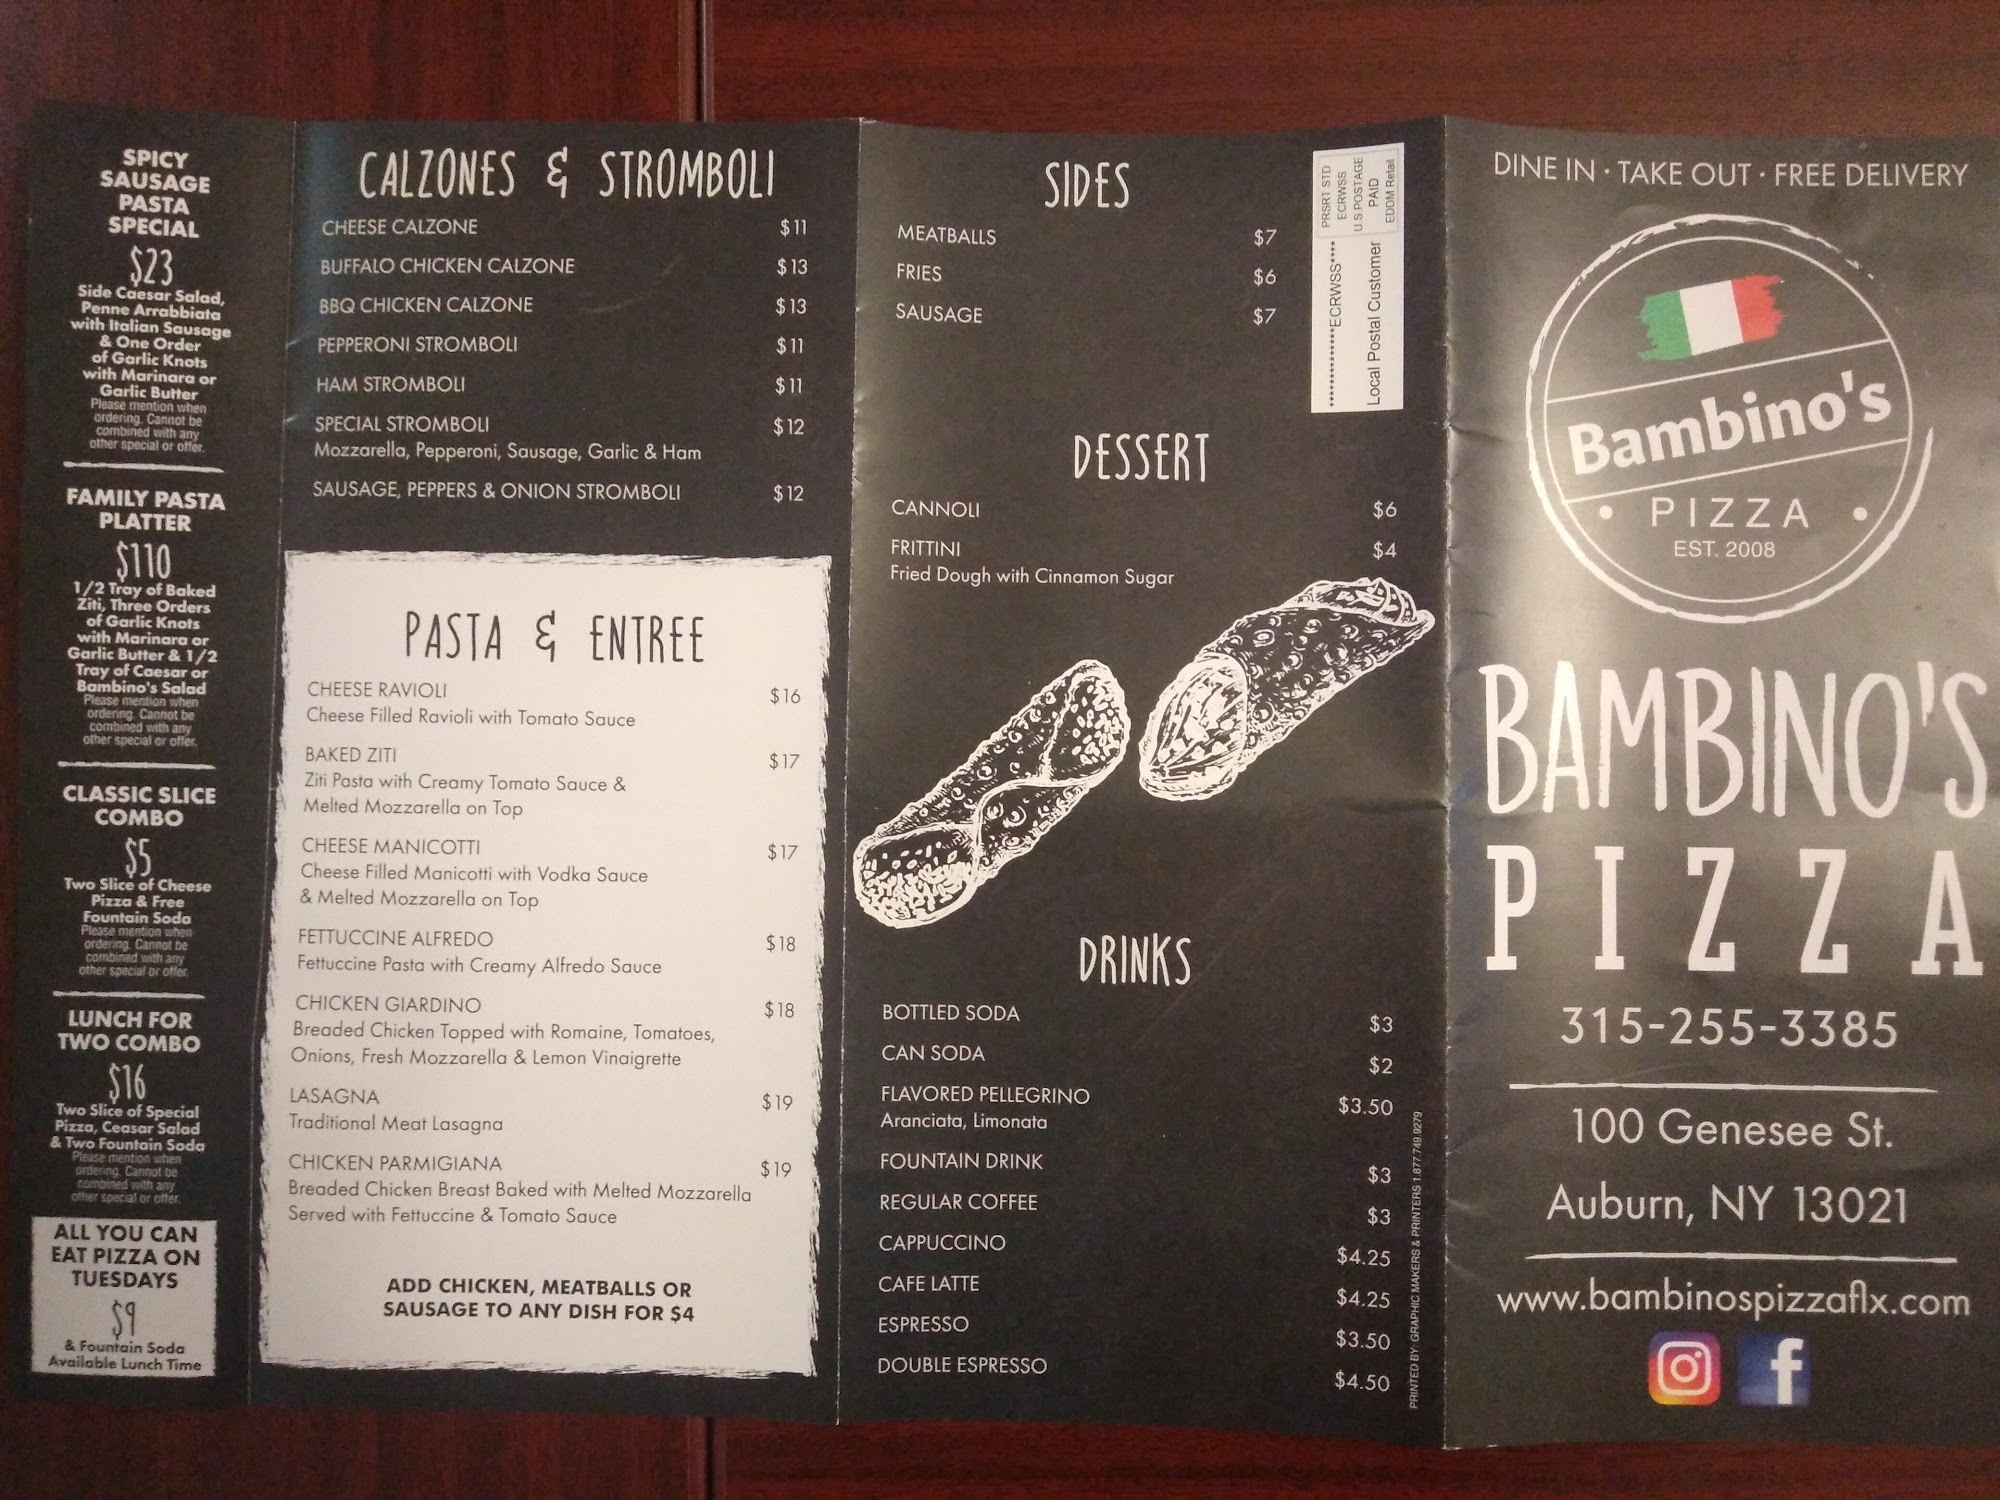 SPICY
SAUSAGE
PASTA
SPECIAL
$23
Side Caesar Salad,
Penne Arrabbiata
with Italian Sausage
& One Order
of Garlic Knots
with Marinara or
Garlic Butter
Please mention when
ordering. Cannot be
combined with any
other special or offer.
FAMILY PASTA
PLATTER
$110
1/2 Tray of Baked
Ziti, Three Orders
of Garlic Knots
with Marinara or
Garlic Butter & 1/2
Tray of Caesar or
Bambino's Salad
Please mention when
ordering. Cannot be
combined with any
other special or offer.
CLASSIC SLICE
COMBO
$5
Two Slice of Cheese
Pizza & Free
Fountain Soda
Please mention when
ordering. Cannot be
combined with any
other special or offer.
LUNCH FOR
TWO COMBO
$16
Two Slice of Special
Pizza, Ceasar Salad
& Two Fountain Soda
Please mention when
ordering. Cannot be
combined with any
other special or offer.
ALL YOU CAN
EAT PIZZA ON
TUESDAYS
$9
& Fountain Soda
Available Lunch Time
CALZONES & STROMBOLI
CHEESE CALZONE $11
BUFFALO CHICKEN CALZONE $13
BBQ CHICKEN CALZONE $13
PEPPERONI STROMBOLI $11
HAM STROMBOLI $11
SPECIAL STROMBOLI $12
Mozzarella, Pepperoni, Sausage, Garlic & Ham
SAUSAGE, PEPPERS & ONION STROMBOLI $12
PASTA & ENTREE
CHEESE RAVIOLI $16
Cheese Filled Ravioli with Tomato Sauce
BAKED ZITI $17
Ziti Pasta with Creamy Tomato Sauce &
Melted Mozzarella on Top
CHEESE MANICOTTI $17
Cheese Filled Manicotti with Vodka Sauce
& Melted Mozzarella on Top
FETTUCCINE ALFREDO $18
Fettuccine Pasta with Creamy Alfredo Sauce
CHICKEN GIARDINO $18
Breaded Chicken Topped with Romaine, Tomatoes,
Onions, Fresh Mozzarella & Lemon Vinaigrette
LASAGNA $19
Traditional Meat Lasagna
CHICKEN PARMIGIANA $19
Breaded Chicken Breast Baked with Melted Mozzarella
Served with Fettuccine & Tomato Sauce
ADD CHICKEN, MEATBALLS OR
SAUSAGE TO ANY DISH FOR $4
SIDES
MEATBALLS $7
FRIES $6
SAUSAGE $7
PRSRT STD
ECRWSS
U S POSTAGE
PAID
EDDM Retail
***************ECRWSS****
Local Postal Customer
DESSERT
CANNOLI $6
FRITTINI $4
Fried Dough with Cinnamon Sugar
DRINKS
BOTTLED SODA $3
CAN SODA $2
FLAVORED PELLEGRINO $3.50
Aranciata, Limonata
FOUNTAIN DRINK $3
REGULAR COFFEE $3
CAPPUCCINO $4.25
CAFE LATTE $4.25
ESPRESSO $3.50
DOUBLE ESPRESSO $4.50
PRINTED BY: GRAPHIC MAKERS & PRINTERS 1.877.749.9279
DINE IN · TAKE OUT · FREE DELIVERY
Bambino's
• PIZZA •
EST. 2008
BAMBINO'S
PIZZA
315-255-3385
100 Genesee St.
Auburn, NY 13021
www.bambinospizzaflx.com
f